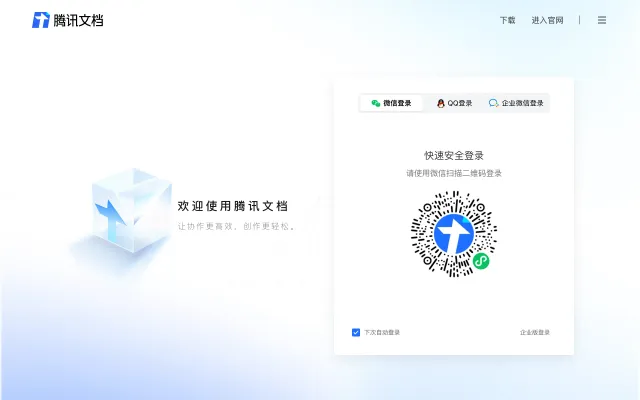 腾讯文档
下载 进入官网
微信登录 QQ登录 企业微信登录
快速安全登录
请使用微信扫描二维码登录
欢迎使用腾讯文档
让协作更高效，创作更轻松。
下次自动登录 企业版登录